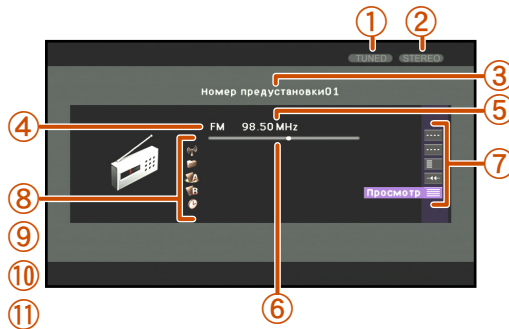 ① ②
TUNED STEREO
③
Номер предустановки01
⑤
④ FM 98.50 MHz
⑦
A
⑧ B
Просмотр
⑨
⑩ ⑥
⑪